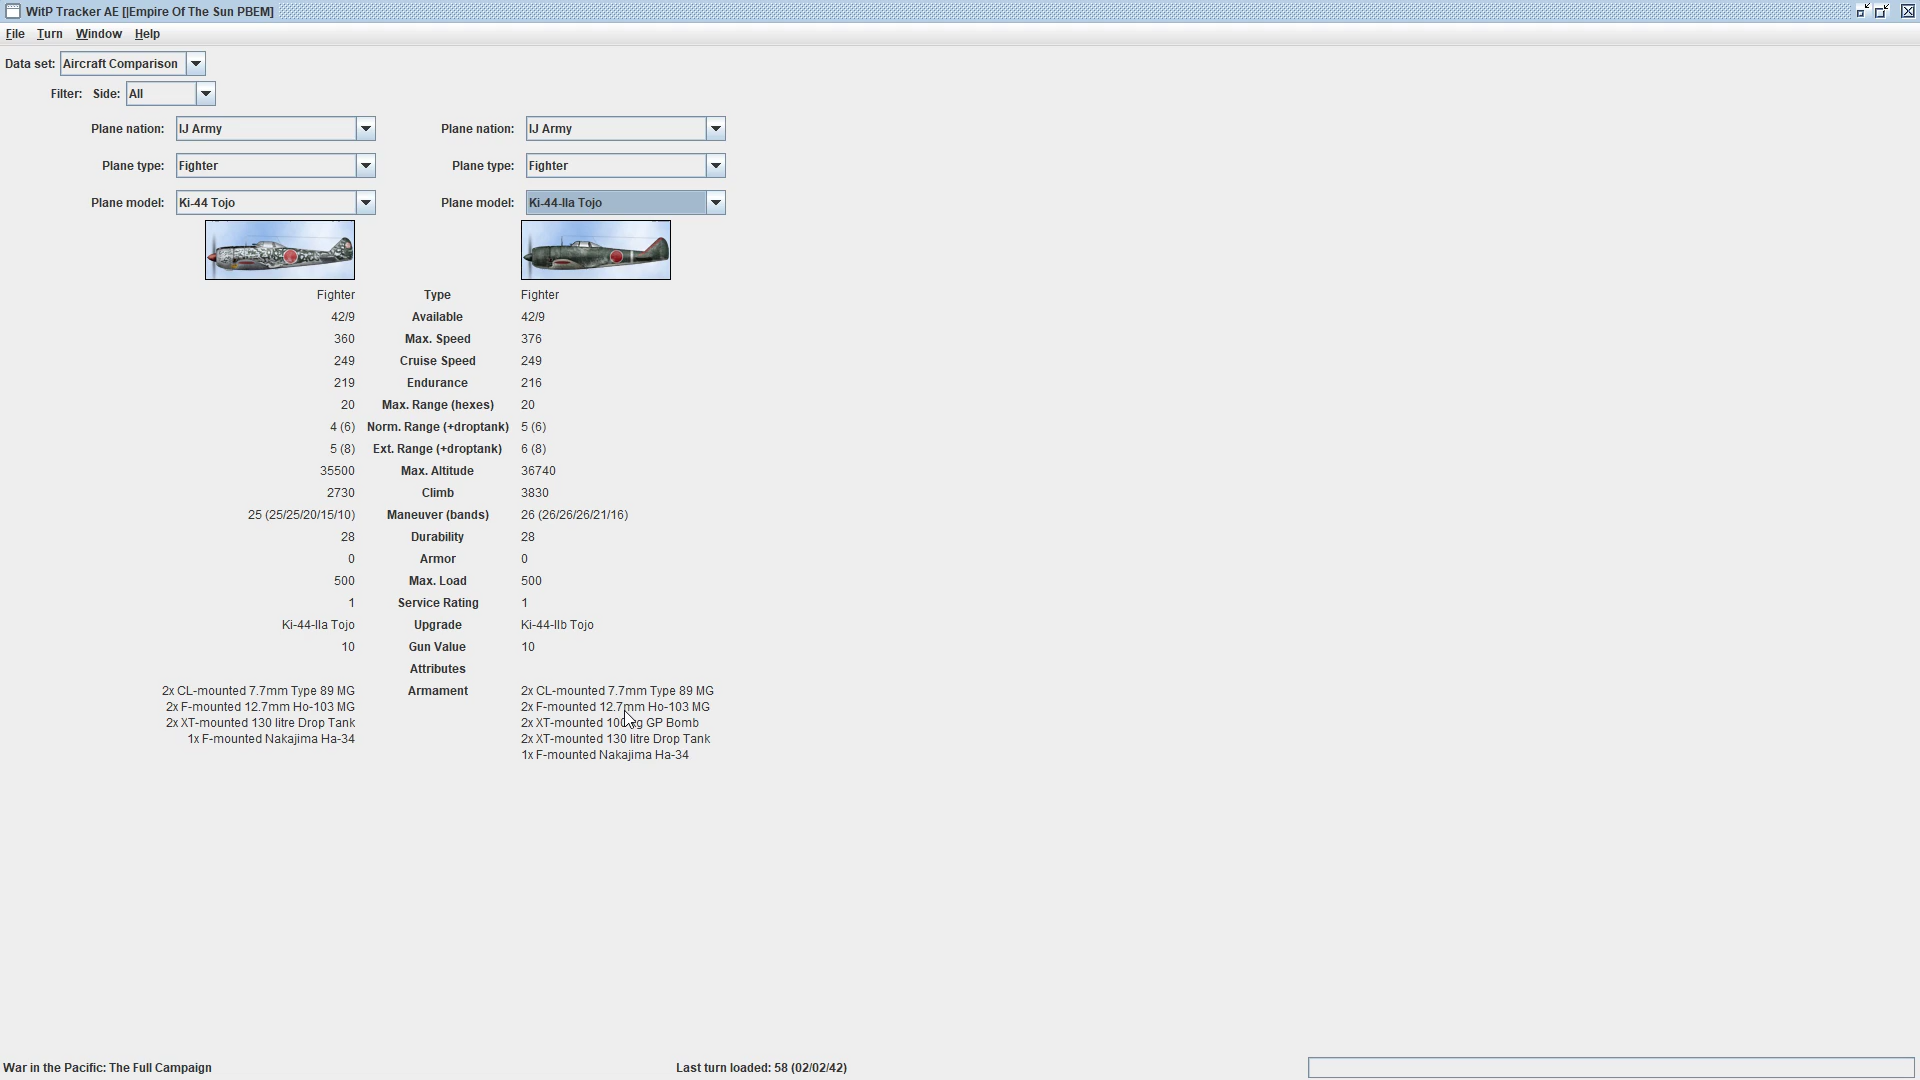 WitP Tracker AE [|Empire Of The Sun PBEM]
File Turn Window Help
Data set: Aircraft Comparison
Filter: Side: All
Plane nation: IJ Army Plane nation: IJ Army
Plane type: Fighter Plane type: Fighter
Plane model: Ki-44 Tojo Plane model: Ki-44-IIa Tojo
Fighter Type Fighter
42/9 Available 42/9
360 Max. Speed 376
249 Cruise Speed 249
219 Endurance 216
20 Max. Range (hexes) 20
4 (6) Norm. Range (+droptank) 5 (6)
5 (8) Ext. Range (+droptank) 6 (8)
35500 Max. Altitude 36740
2730 Climb 3830
25 (25/25/20/15/10) Maneuver (bands) 26 (26/26/26/21/16)
28 Durability 28
0 Armor 0
500 Max. Load 500
1 Service Rating 1
Ki-44-IIa Tojo Upgrade Ki-44-IIb Tojo
10 Gun Value 10
Attributes
2x CL-mounted 7.7mm Type 89 MG Armament 2x CL-mounted 7.7mm Type 89 MG
2x F-mounted 12.7mm Ho-103 MG 2x F-mounted 12.7mm Ho-103 MG
2x XT-mounted 130 litre Drop Tank 2x XT-mounted GP Bomb
1x F-mounted Nakajima Ha-34 2x XT-mounted 130 litre Drop Tank
1x F-mounted Nakajima Ha-34
War in the Pacific: The Full Campaign Last turn loaded: 58 (02/02/42)